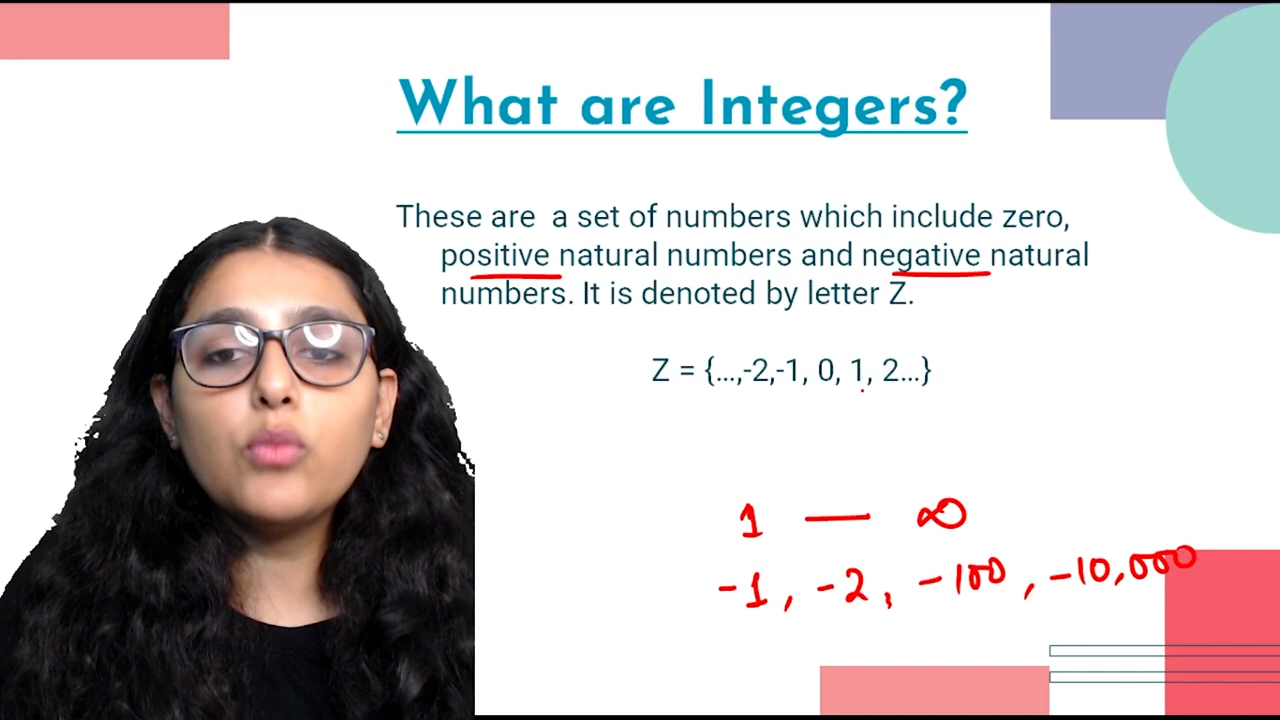 What are Integers?
These are a set of numbers which include zero,
positive natural numbers and negative natural
numbers. It is denoted by letter Z.
Z = {...,-2,-1, 0, 1, 2...}
1 — ∞
-1, -2, -100, -10,000